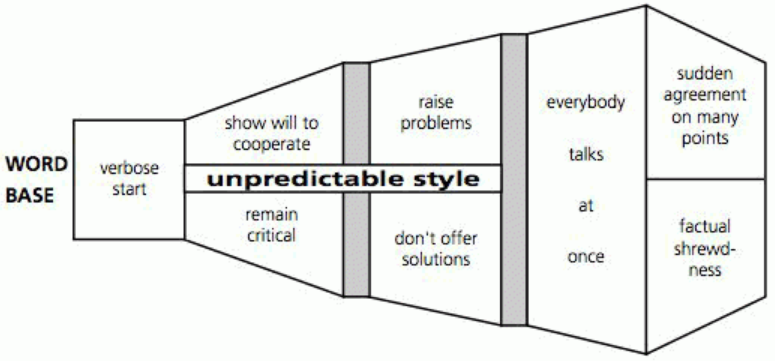 WORD
BASE
verbose
start
show will to
cooperate
unpredictable style
remain
critical
raise
problems
don't offer
solutions
everybody
talks
at
once
sudden
agreement
on many
points
factual
shrewd-
ness